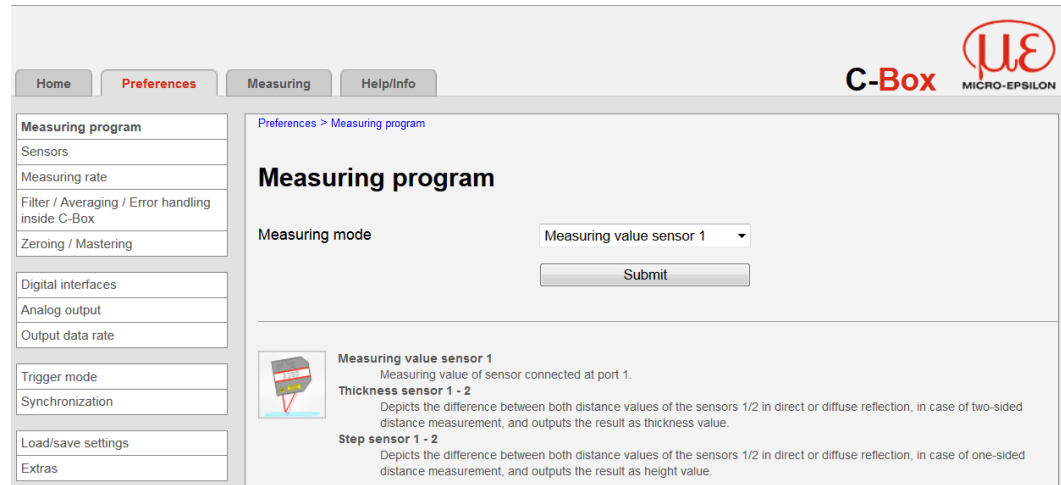 Home
Preferences
Measuring
Help/Info
C-Box
με
MICRO-EPSILON
Measuring program
Sensors
Measuring rate
Filter / Averaging / Error handling
inside C-Box
Zeroing / Mastering
Digital interfaces
Analog output
Output data rate
Trigger mode
Synchronization
Load/save settings
Extras
Preferences > Measuring program
Measuring program
Measuring mode
Measuring value sensor 1
Submit
Measuring value sensor 1
Measuring value of sensor connected at port 1.
Thickness sensor 1 - 2
Depicts the difference between both distance values of the sensors 1/2 in direct or diffuse reflection, in case of two-sided
distance measurement, and outputs the result as thickness value.
Step sensor 1 - 2
Depicts the difference between both distance values of the sensors 1/2 in direct or diffuse reflection, in case of one-sided
distance measurement, and outputs the result as height value.